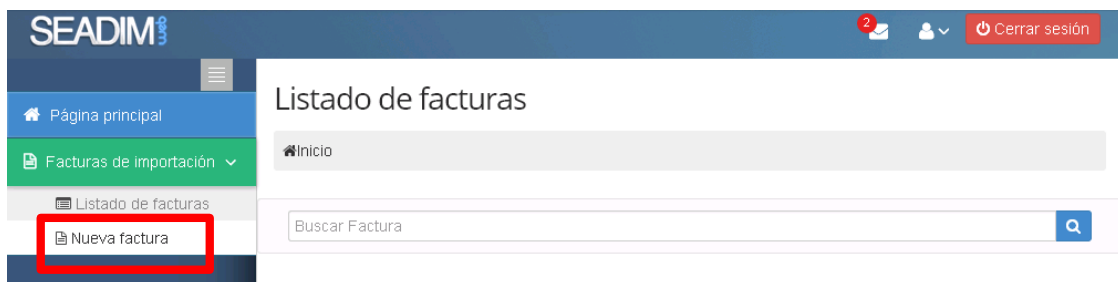 SEADIM web
2
Cerrar sesión
Página principal
Facturas de importación
Listado de facturas
Nueva factura
Listado de facturas
Inicio
Buscar Factura